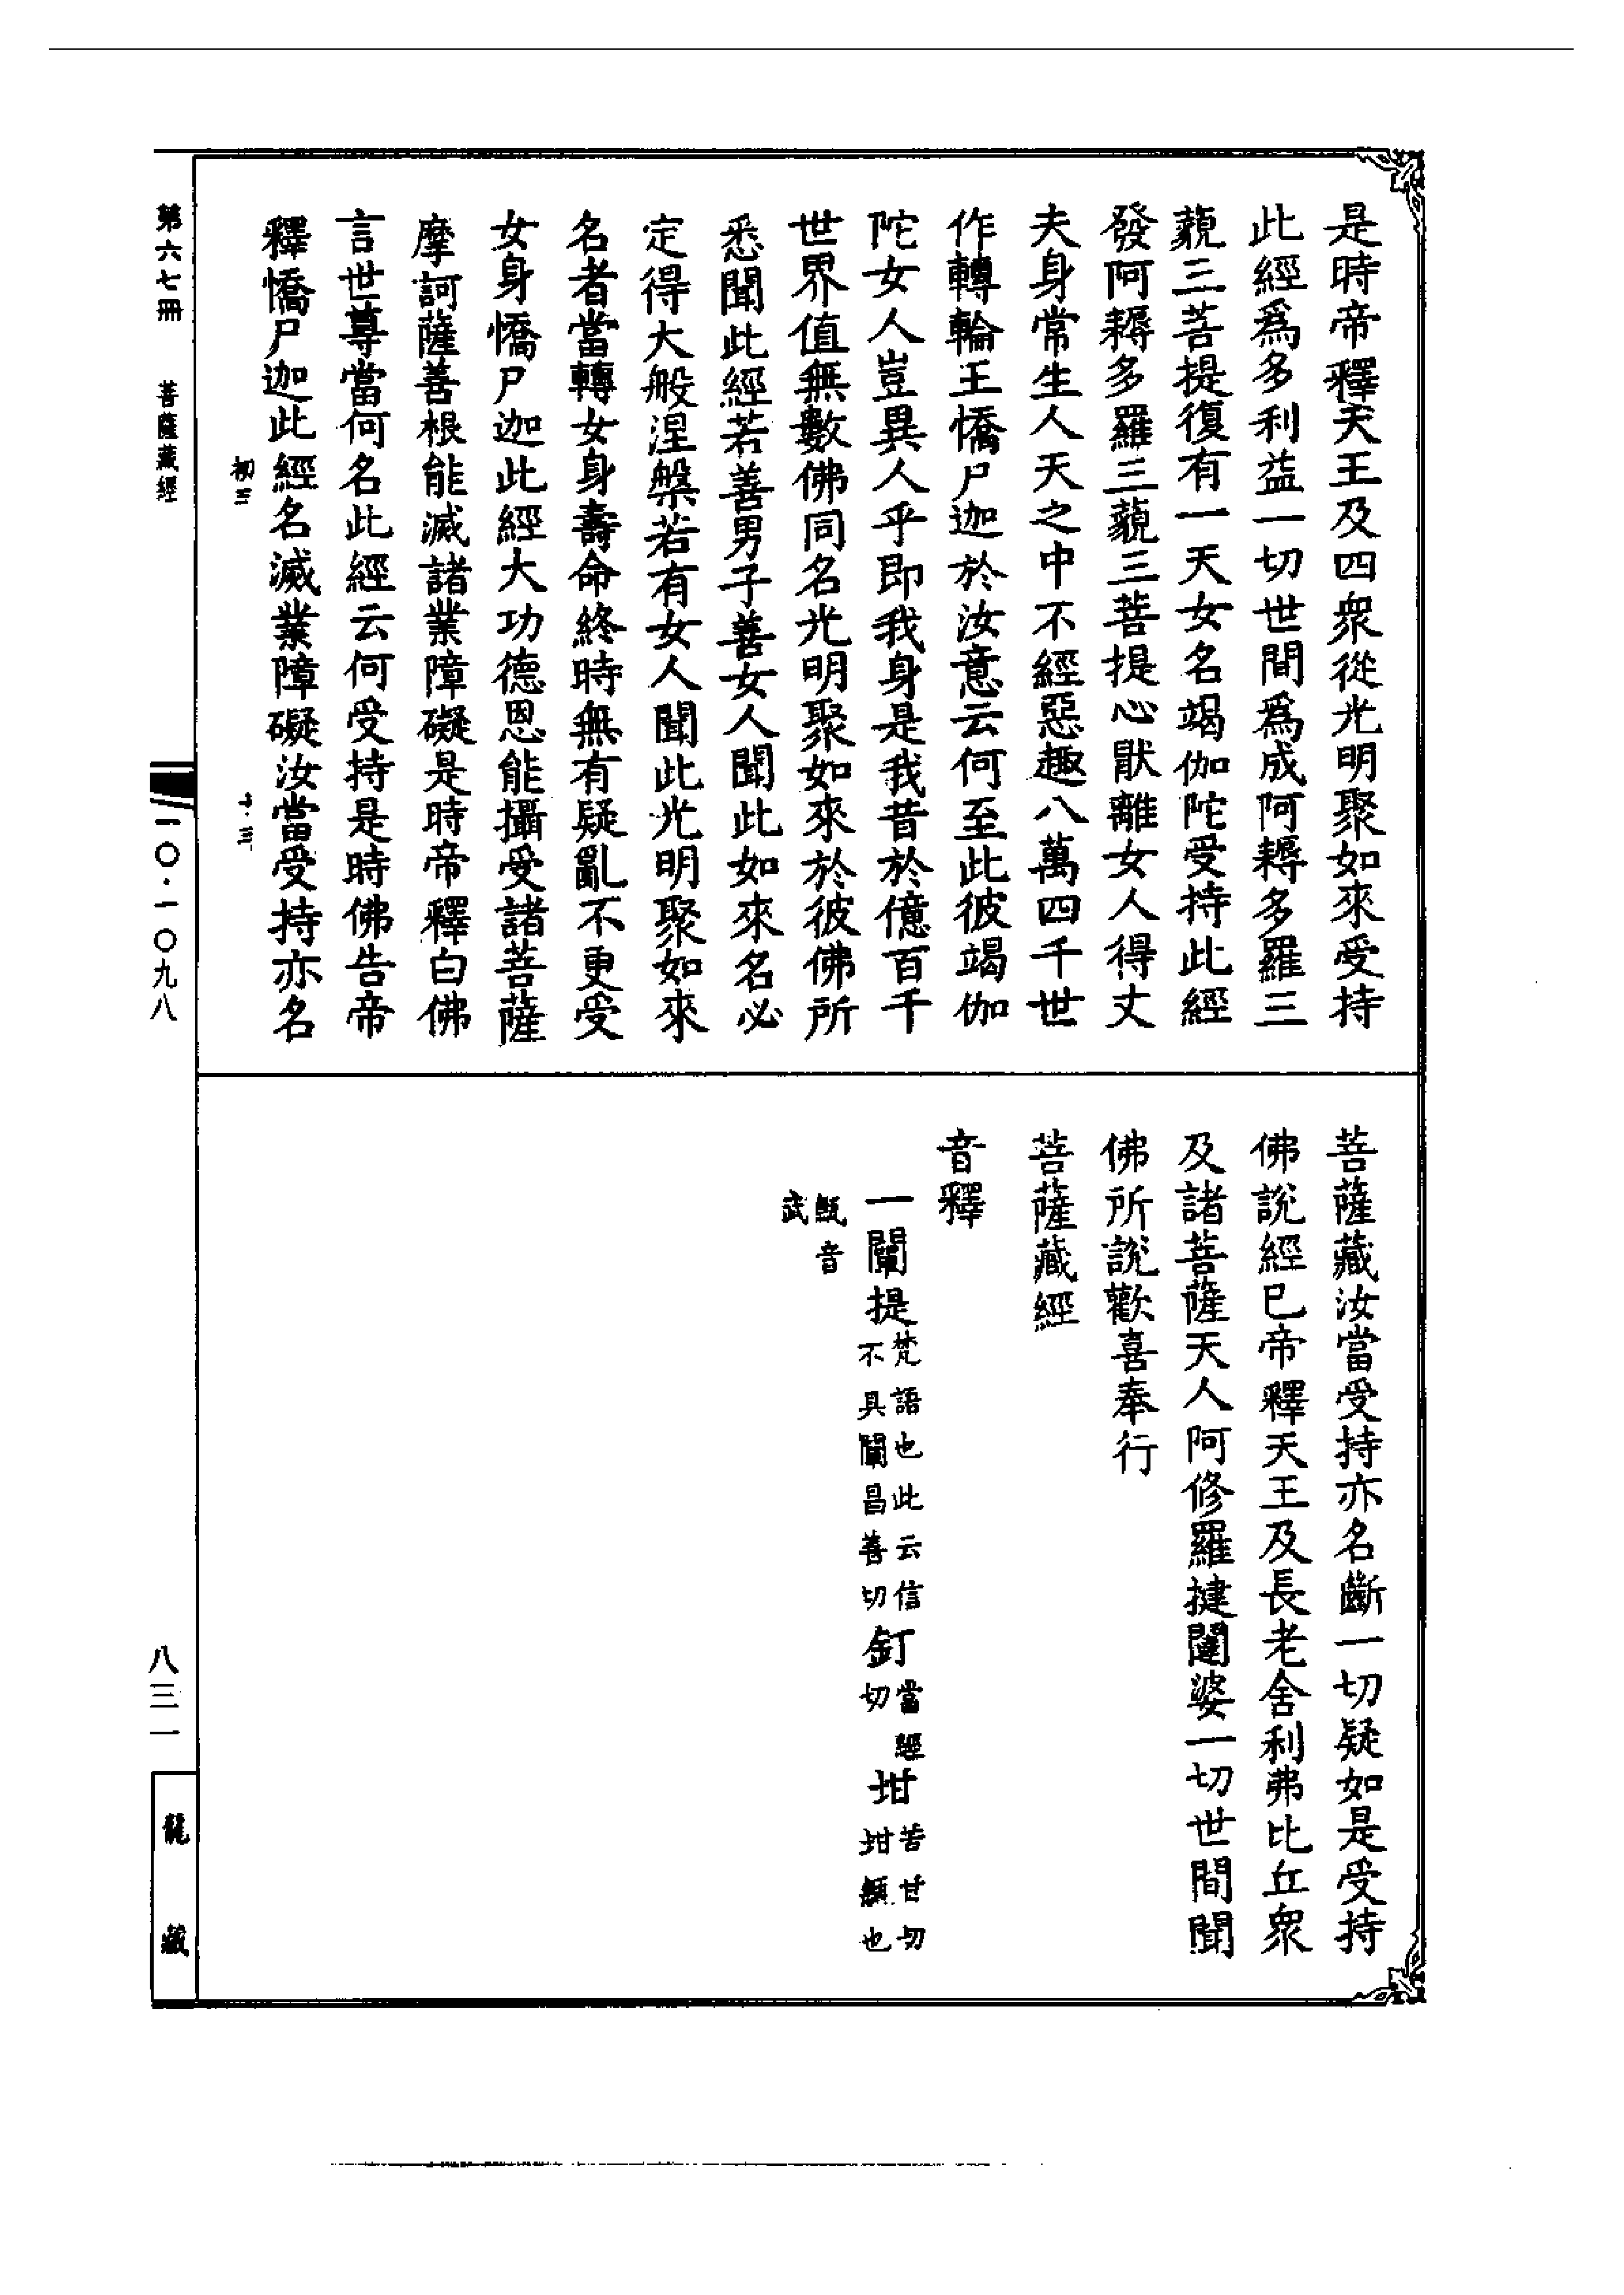 是時帝釋天王及四衆從光明聚如來受持
此經爲多利益一切世間爲成阿耨多羅三
藐三菩提復有一天女名竭伽陀受持此經
發阿耨多羅三藐三菩提心猒離女人得丈
夫身常生人天之中不經惡趣八萬四千世
作轉輪王憍尸迦於汝意云何至此彼竭伽
陀女人豈異人乎即我身是我昔於億百千
世界值無數佛同名光明聚如來於彼佛所
悉聞此經若善男子善女人聞此如來名必
定得大般涅槃若有女人聞此光明聚如來
名者當轉女身壽命終時無有疑亂不更受
女身憍尸迦此經大功德恩能攝受諸菩薩
摩訶薩善根能滅諸業障礙是時帝釋白佛
言世尊當何名此經云何受持是時佛告帝
釋憍尸迦此經名滅業障礙汝當受持亦名
初三
十三
菩薩藏汝當受持亦名斷一切疑如是受持
佛說經已帝釋天王及長老舍利弗比丘衆
及諸菩薩天人阿修羅揵闥婆一切世間聞
佛所說歡喜奉行
菩薩藏經
音釋
一闡提梵語也此云信不具闡昌善切釘當經切坩苦甘切坩甂也
甒音武
第六七冊 菩薩藏經 一〇·一〇九八 八三一 龍藏